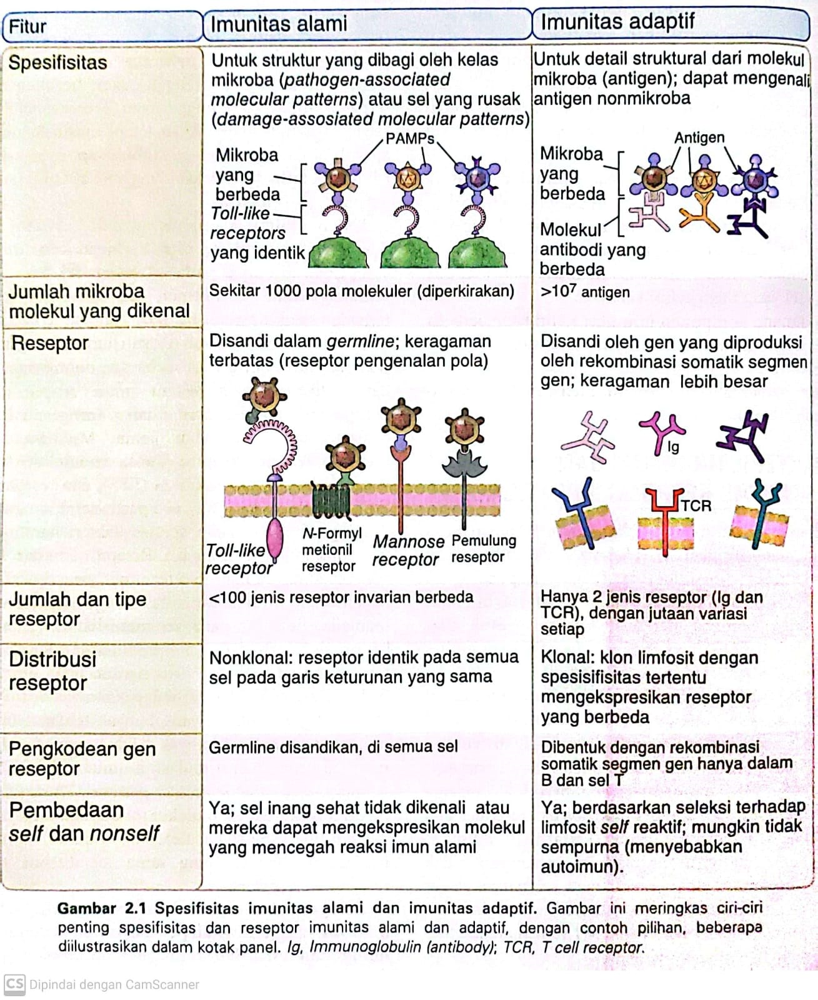 Fitur
Imunitas alami
Imunitas adaptif
Spesifisitas
Untuk struktur yang dibagi oleh kelas
mikroba (pathogen-associated
molecular patterns) atau sel yang rusak
(damage-assosiated molecular patterns)
PAMPs
Mikroba
yang
berbeda
Toll-like
receptors
yang identik
Untuk detail struktural dari molekul
mikroba (antigen); dapat mengenali
antigen nonmikroba
Antigen
Mikroba
yang
berbeda
Molekul
antibodi yang
berbeda
Jumlah mikroba
molekul yang dikenal
Sekitar 1000 pola molekuler (diperkirakan)
>10⁷ antigen
Reseptor
Disandi dalam germline; keragaman
terbatas (reseptor pengenalan pola)
Toll-like
receptor
N-Formyl
metionil
reseptor
Mannose
receptor
Pemulung
reseptor
Disandi oleh gen yang diproduksi
oleh rekombinasi somatik segmen
gen; keragaman lebih besar
Ig
TCR
Jumlah dan tipe
reseptor
<100 jenis reseptor invarian berbeda
Hanya 2 jenis reseptor (Ig dan
TCR), dengan jutaan variasi
setiap
Distribusi
reseptor
Nonklonal: reseptor identik pada semua
sel pada garis keturunan yang sama
Klonal: klon limfosit dengan
spesisifisitas tertentu
mengekspresikan reseptor
yang berbeda
Pengkodean gen
reseptor
Germline disandikan, di semua sel
Dibentuk dengan rekombinasi
somatik segmen gen hanya dalam
B dan sel T
Pembedaan
self dan nonself
Ya; sel inang sehat tidak dikenali atau
mereka dapat mengekspresikan molekul
yang mencegah reaksi imun alami
Ya; berdasarkan seleksi terhadap
limfosit self reaktif; mungkin tidak
sempurna (menyebabkan
autoimun).
Gambar 2.1 Spesifisitas imunitas alami dan imunitas adaptif. Gambar ini meringkas ciri-ciri
penting spesifisitas dan reseptor imunitas alami dan adaptif, dengan contoh pilihan, beberapa
diilustrasikan dalam kotak panel. Ig, Immunoglobulin (antibody); TCR, T cell receptor.
CS Dipindai dengan CamScanner